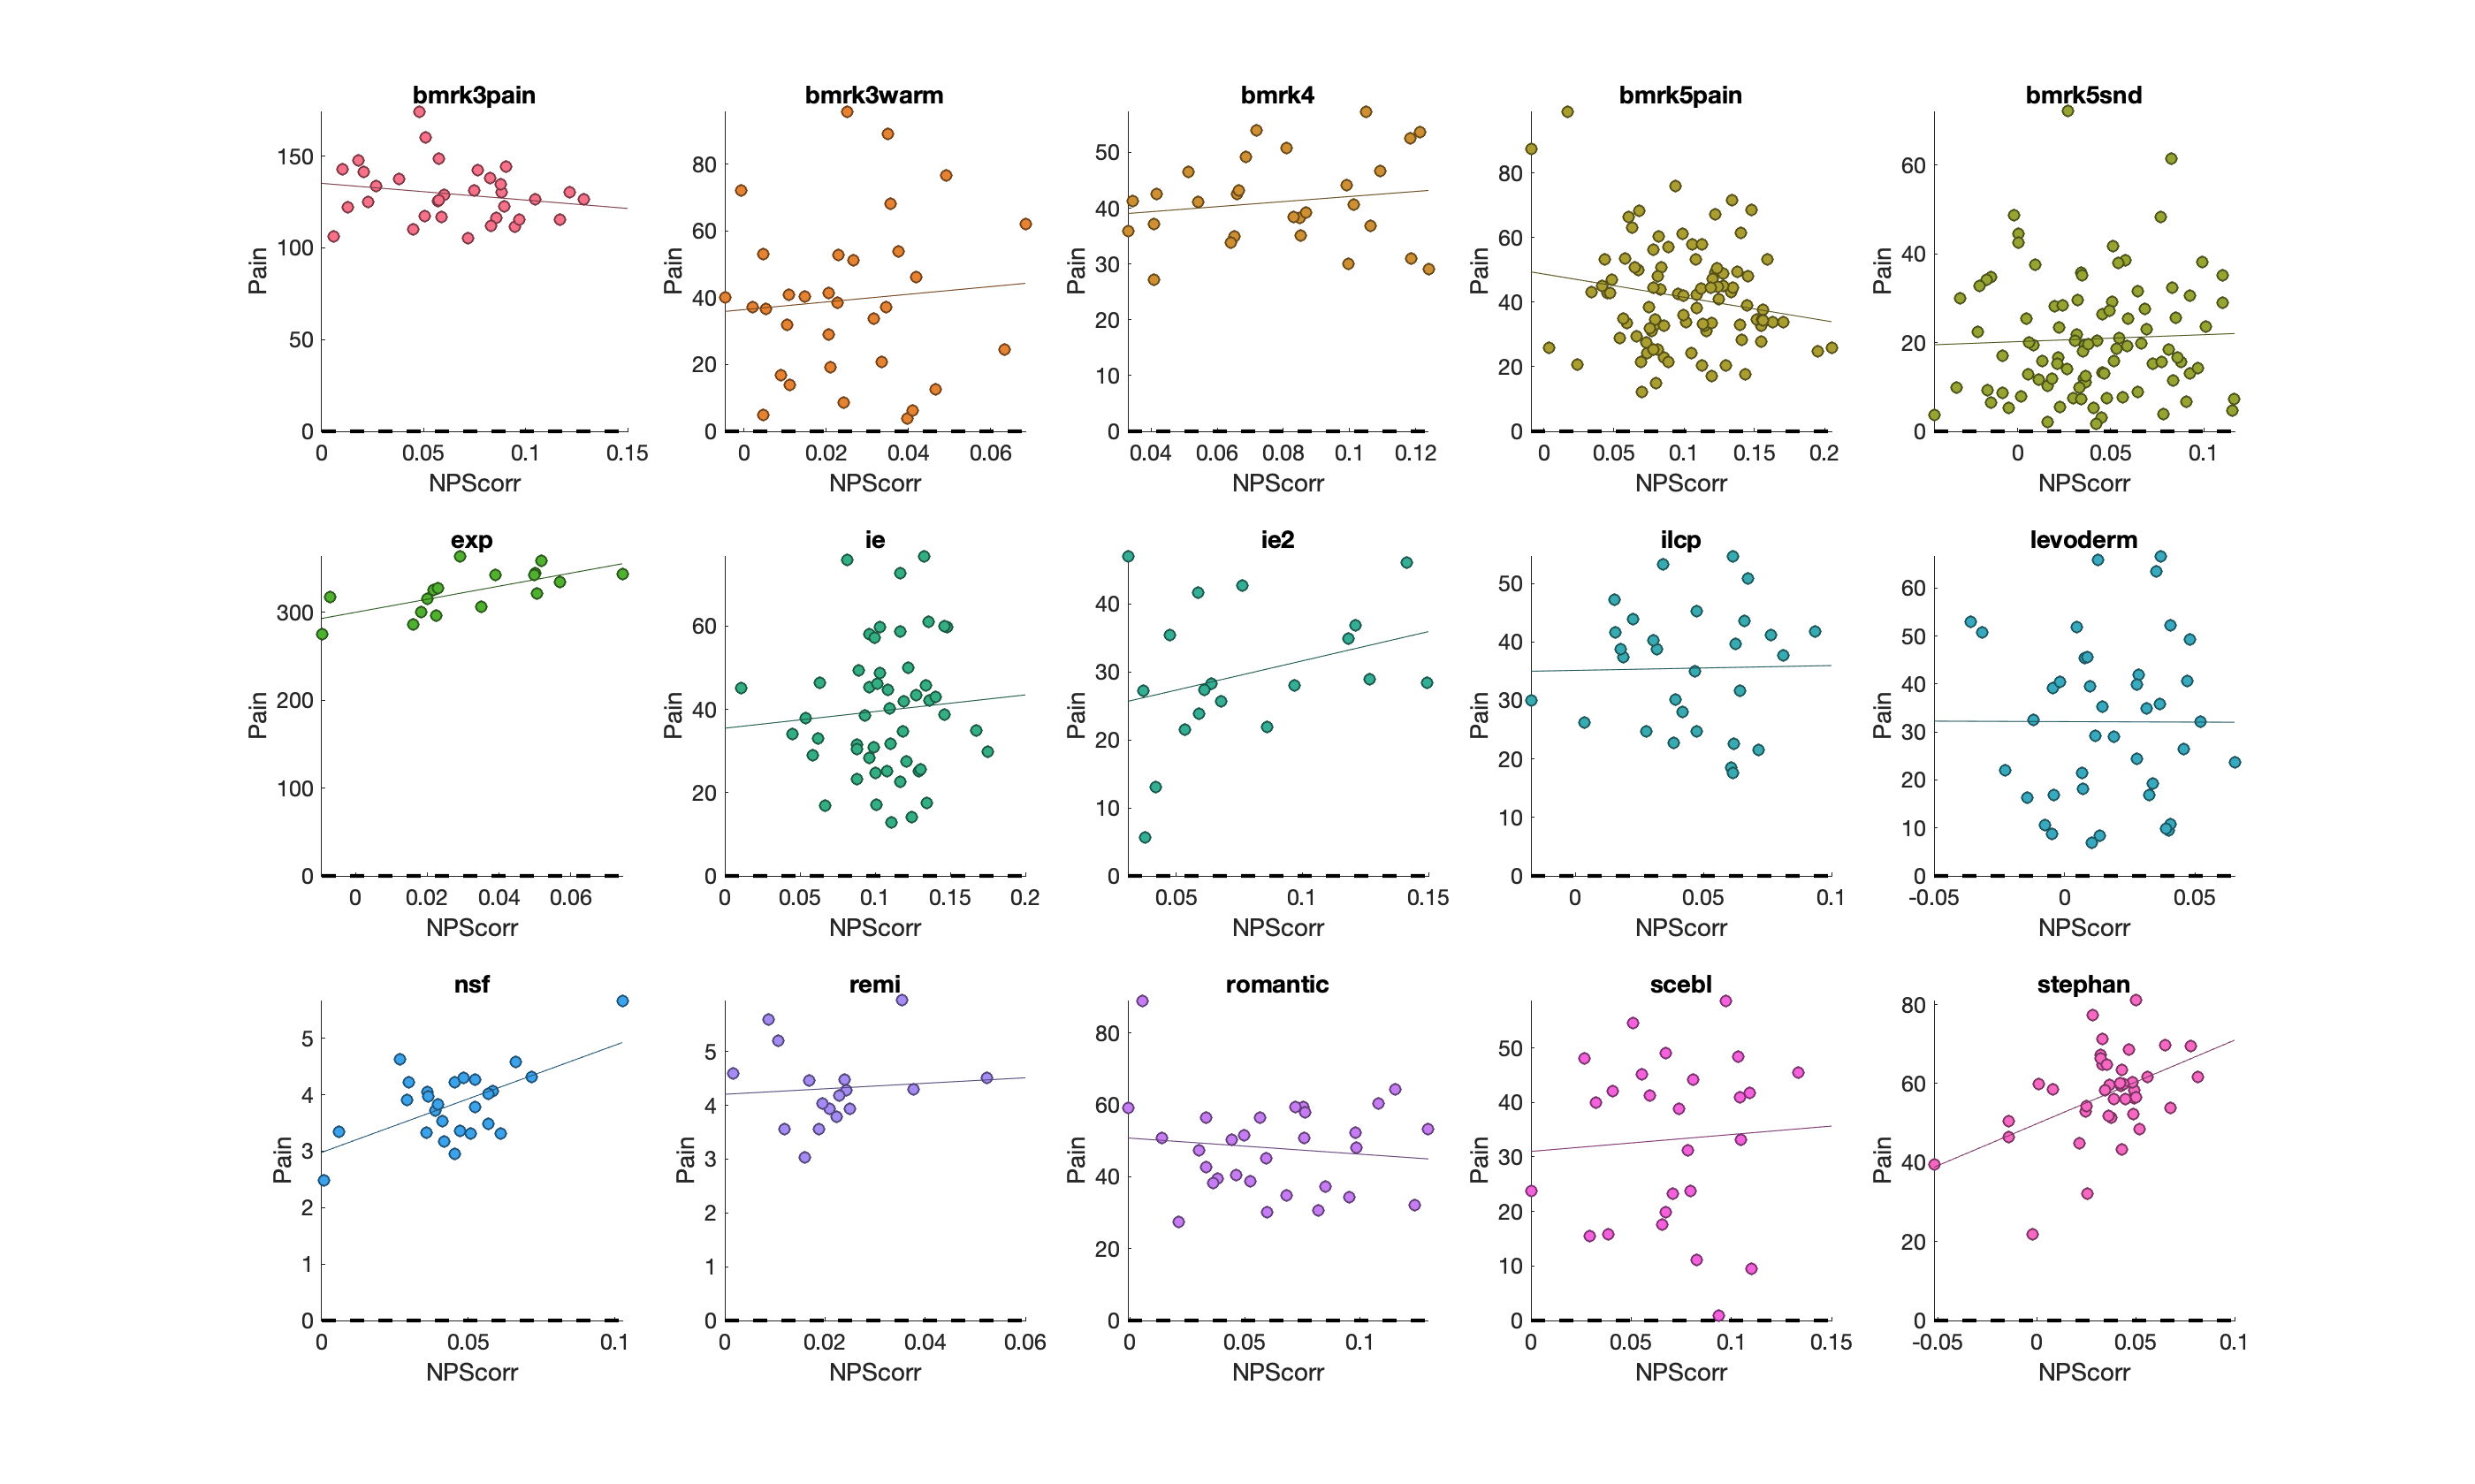 bmrk3pain bmrk3warm bmrk4 bmrk5pain bmrk5snd
150 100 50 0
Pain
0 0.05 0.1 0.15
NPScorr
80 60 40 20 0
Pain
0 0.02 0.04 0.06
NPScorr
50 40 30 20 10 0
Pain
0.04 0.06 0.08 0.1 0.12
NPScorr
80 60 40 20 0
Pain
0 0.05 0.1 0.15 0.2
NPScorr
60 40 20 0
Pain
0 0.05 0.1
NPScorr
exp ie ie2 ilcp levoderm
300 200 100 0
Pain
0 0.02 0.04 0.06
NPScorr
60 40 20 0
Pain
0 0.05 0.1 0.15 0.2
NPScorr
40 30 20 10 0
Pain
0.05 0.1 0.15
NPScorr
50 40 30 20 10 0
Pain
0 0.05 0.1
NPScorr
60 50 40 30 20 10 0
Pain
-0.05 0 0.05
NPScorr
nsf remi romantic scebl stephan
5 4 3 2 1 0
Pain
0 0.05 0.1
NPScorr
5 4 3 2 1 0
Pain
0 0.02 0.04 0.06
NPScorr
80 60 40 20 0
Pain
0 0.05 0.1
NPScorr
50 40 30 20 10 0
Pain
0 0.05 0.1 0.15
NPScorr
80 60 40 20 0
Pain
-0.05 0 0.05 0.1
NPScorr